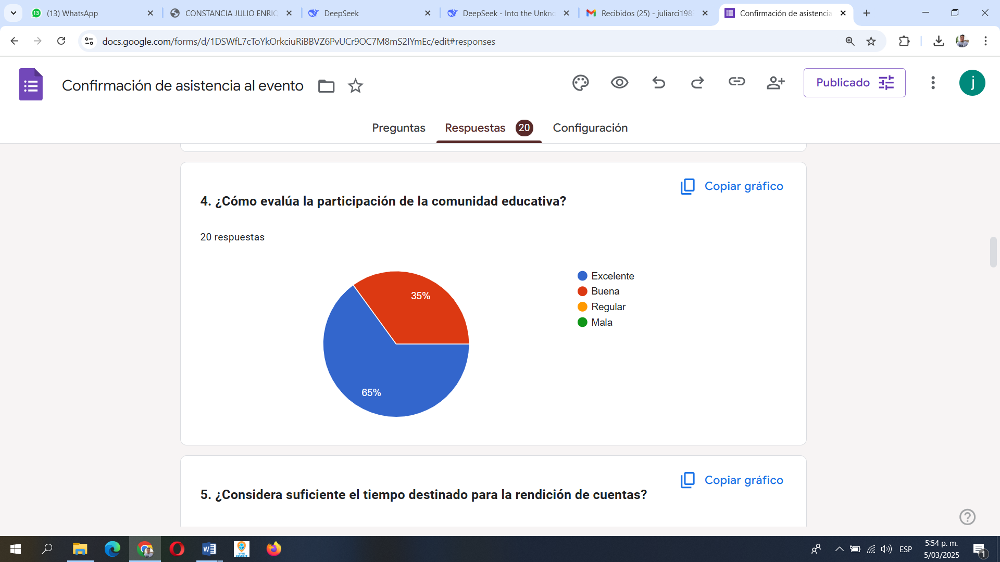 (13) WhatsApp
CONSTANCIA JULIO ENRIC
DeepSeek
DeepSeek - Into the Unkno
Recibidos (25) - juliarci198
Confirmación de asistencia
docs.google.com/forms/d/1DSWfL7cToYkOrkciuRiBBVZ6PvUCr9OC7M8mS2IYmEc/edit#responses
Confirmación de asistencia al evento
Publicado
j
Preguntas
Respuestas 20
Configuración
Copiar gráfico
4. ¿Cómo evalúa la participación de la comunidad educativa?
20 respuestas
Excelente
Buena
Regular
Mala
35%
65%
Copiar gráfico
5. ¿Considera suficiente el tiempo destinado para la rendición de cuentas?
ESP
5:54 p. m.
5/03/2025
1